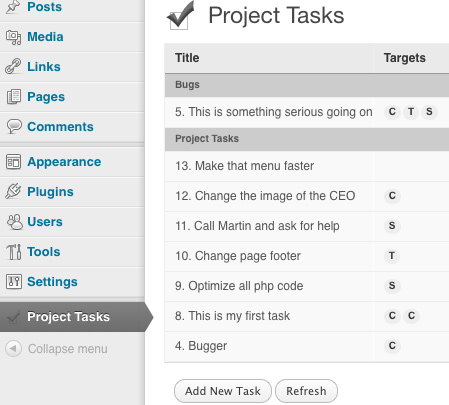 Posts
Media
Links
Pages
Comments
Appearance
Plugins
Users
Tools
Settings
Project Tasks
Collapse menu
Project Tasks
Title Targets
Bugs
5. This is something serious going on C T S
Project Tasks
13. Make that menu faster
12. Change the image of the CEO C
11. Call Martin and ask for help S
10. Change page footer T
9. Optimize all php code S
8. This is my first task C C
4. Bugger C
Add New Task Refresh